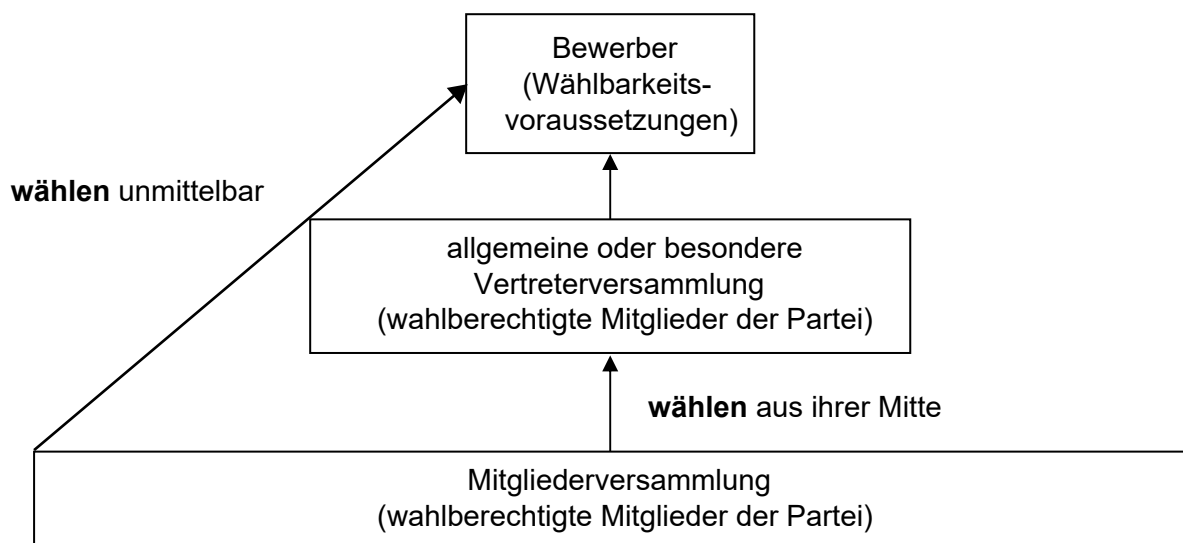 Bewerber
(Wählbarkeits-
voraussetzungen)
wählen unmittelbar
allgemeine oder besondere
Vertreterversammlung
(wahlberechtigte Mitglieder der Partei)
wählen aus ihrer Mitte
Mitgliederversammlung
(wahlberechtigte Mitglieder der Partei)